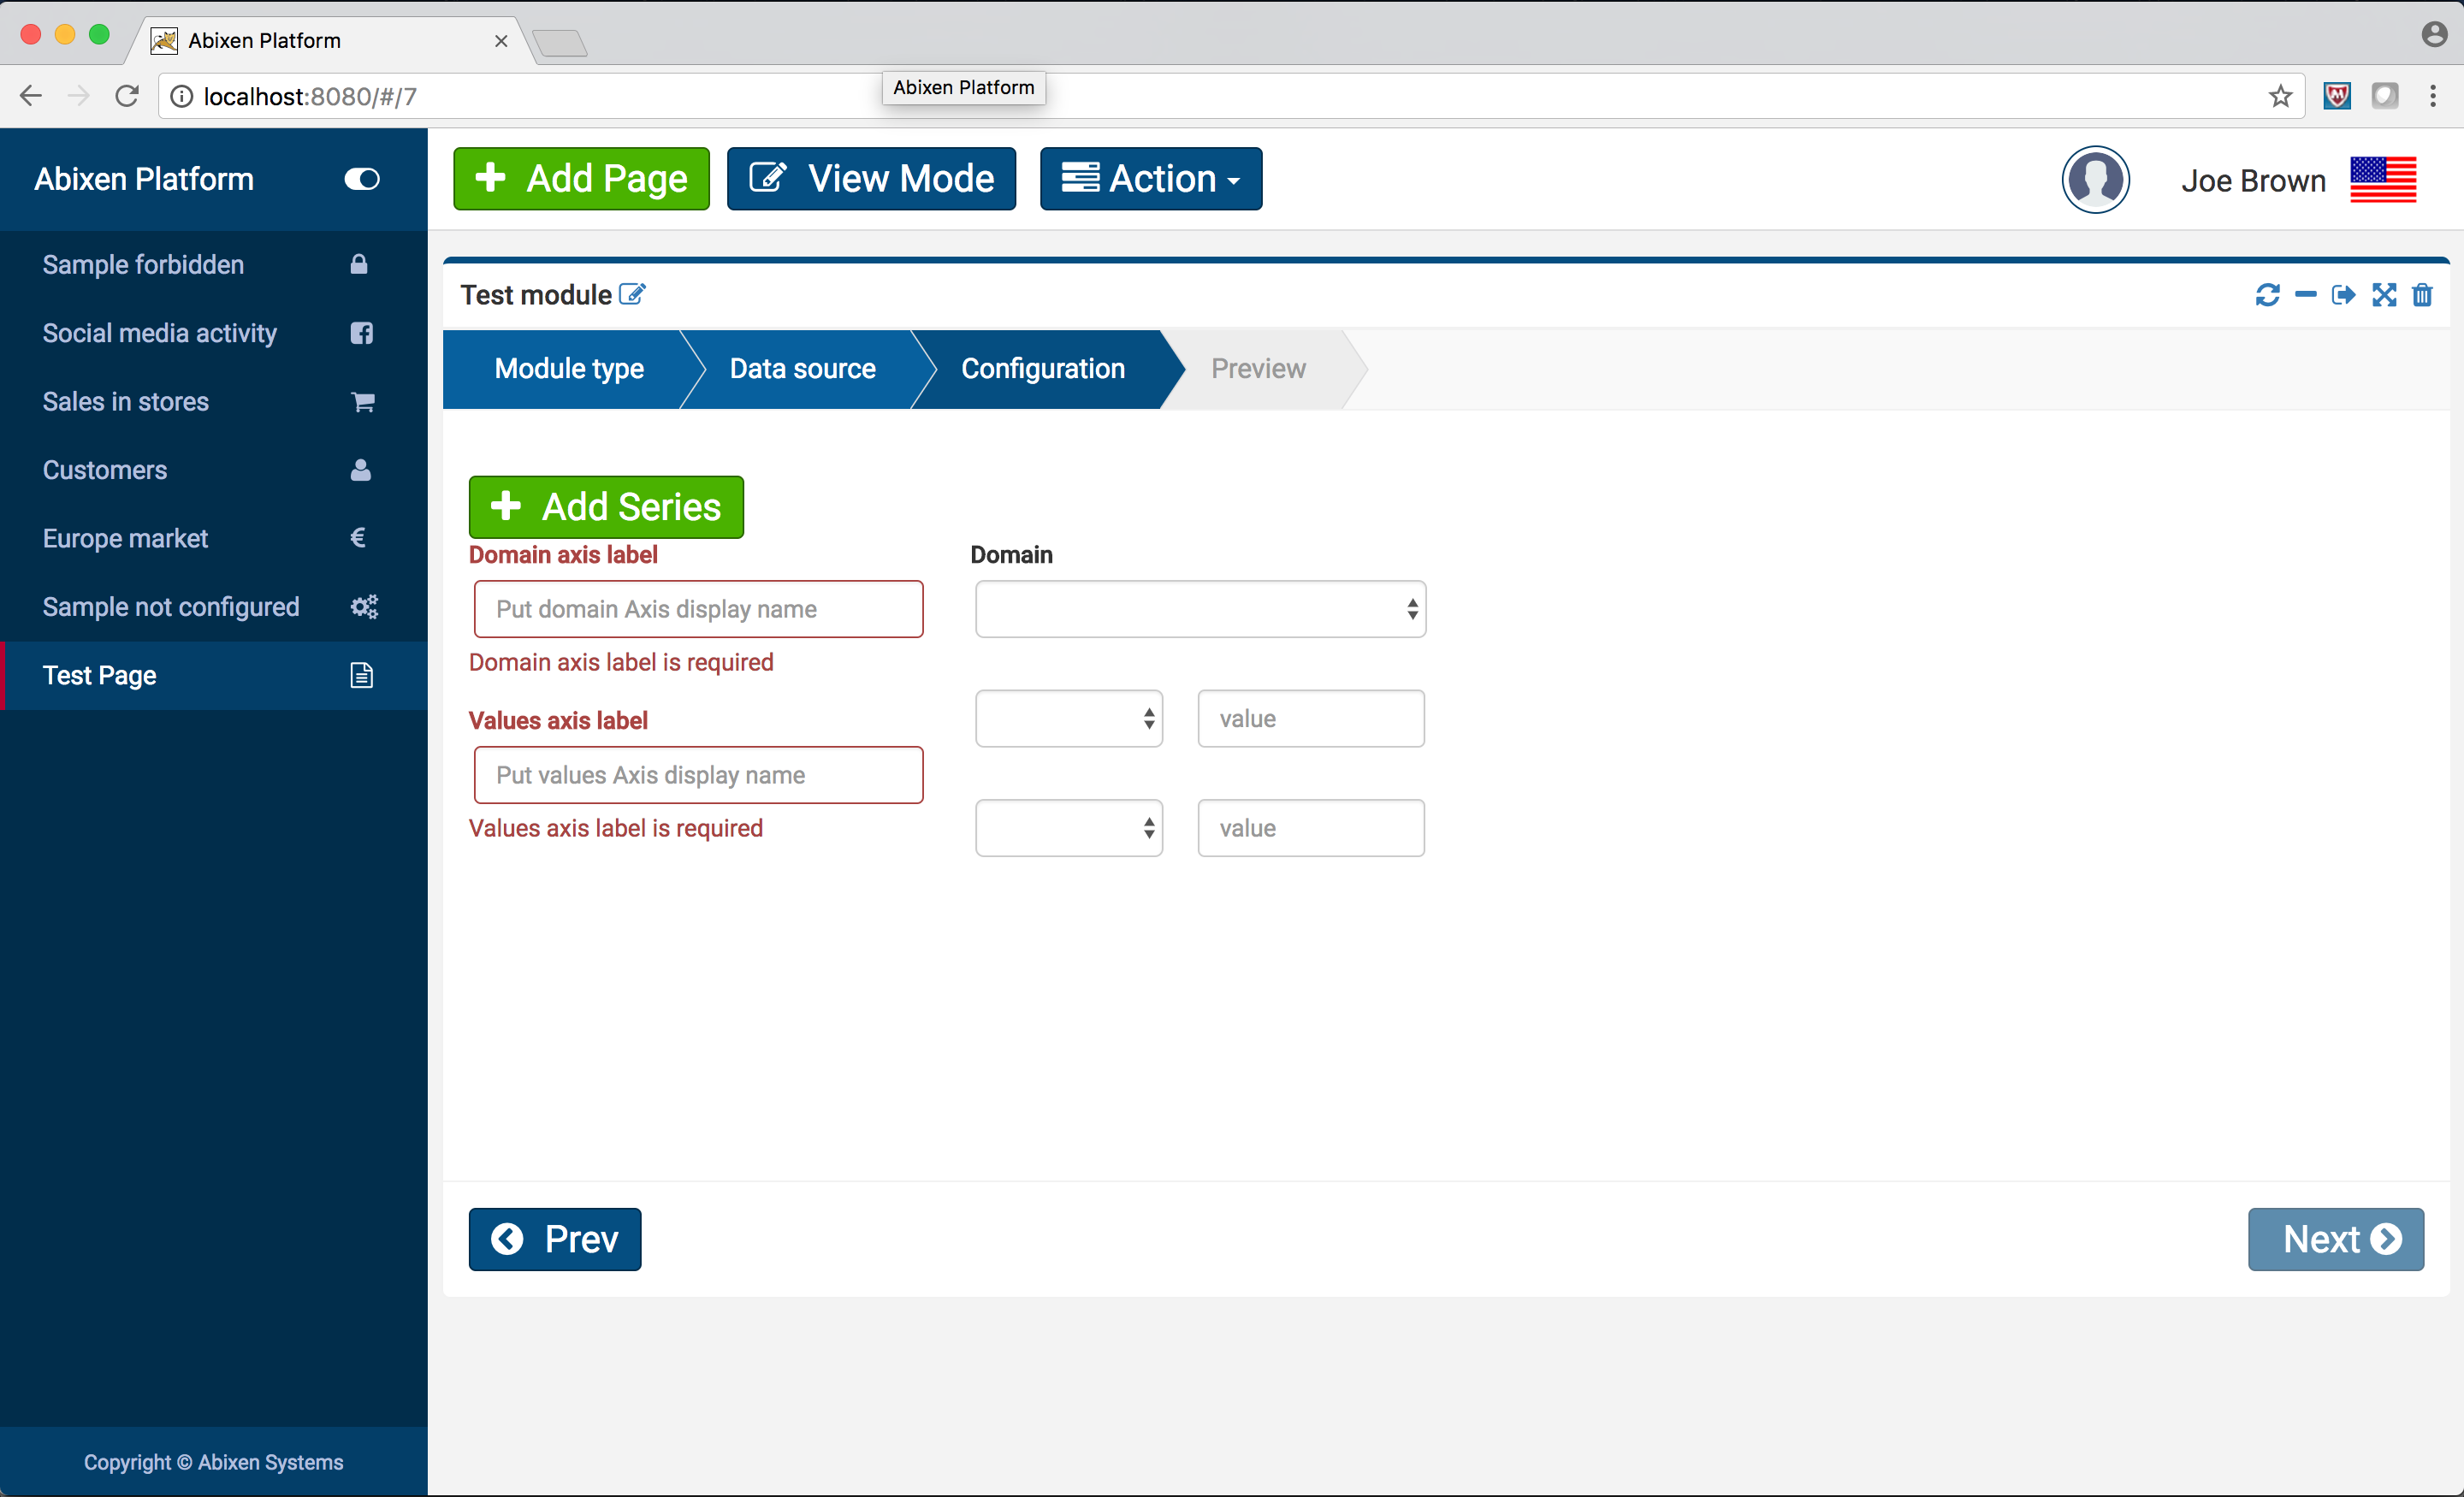 Abixen Platform
localhost:8080/#/7
Abixen Platform
Abixen Platform
Add Page
View Mode
Action
Joe Brown
Sample forbidden
Social media activity
Sales in stores
Customers
Europe market
€
Sample not configured
Test Page
Test module
Module type
Data source
Configuration
Preview
Add Series
Domain axis label
Put domain Axis display name
Domain axis label is required
Values axis label
Put values Axis display name
Values axis label is required
Domain
value
value
Prev
Next
Copyright © Abixen Systems